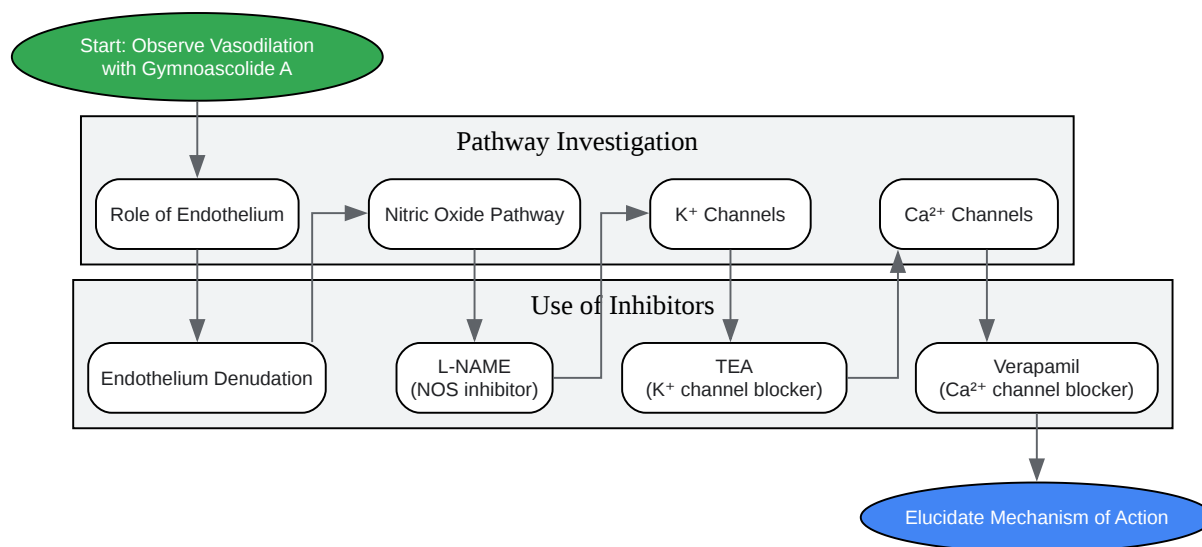 Start: Observe Vasodilation
with Gymnoascolide A
Pathway Investigation
Role of Endothelium
Nitric Oxide Pathway
K⁺ Channels
Ca²⁺ Channels
Use of Inhibitors
Endothelium Denudation
L-NAME
(NOS inhibitor)
TEA
(K⁺ channel blocker)
Verapamil
(Ca²⁺ channel blocker)
Elucidate Mechanism of Action